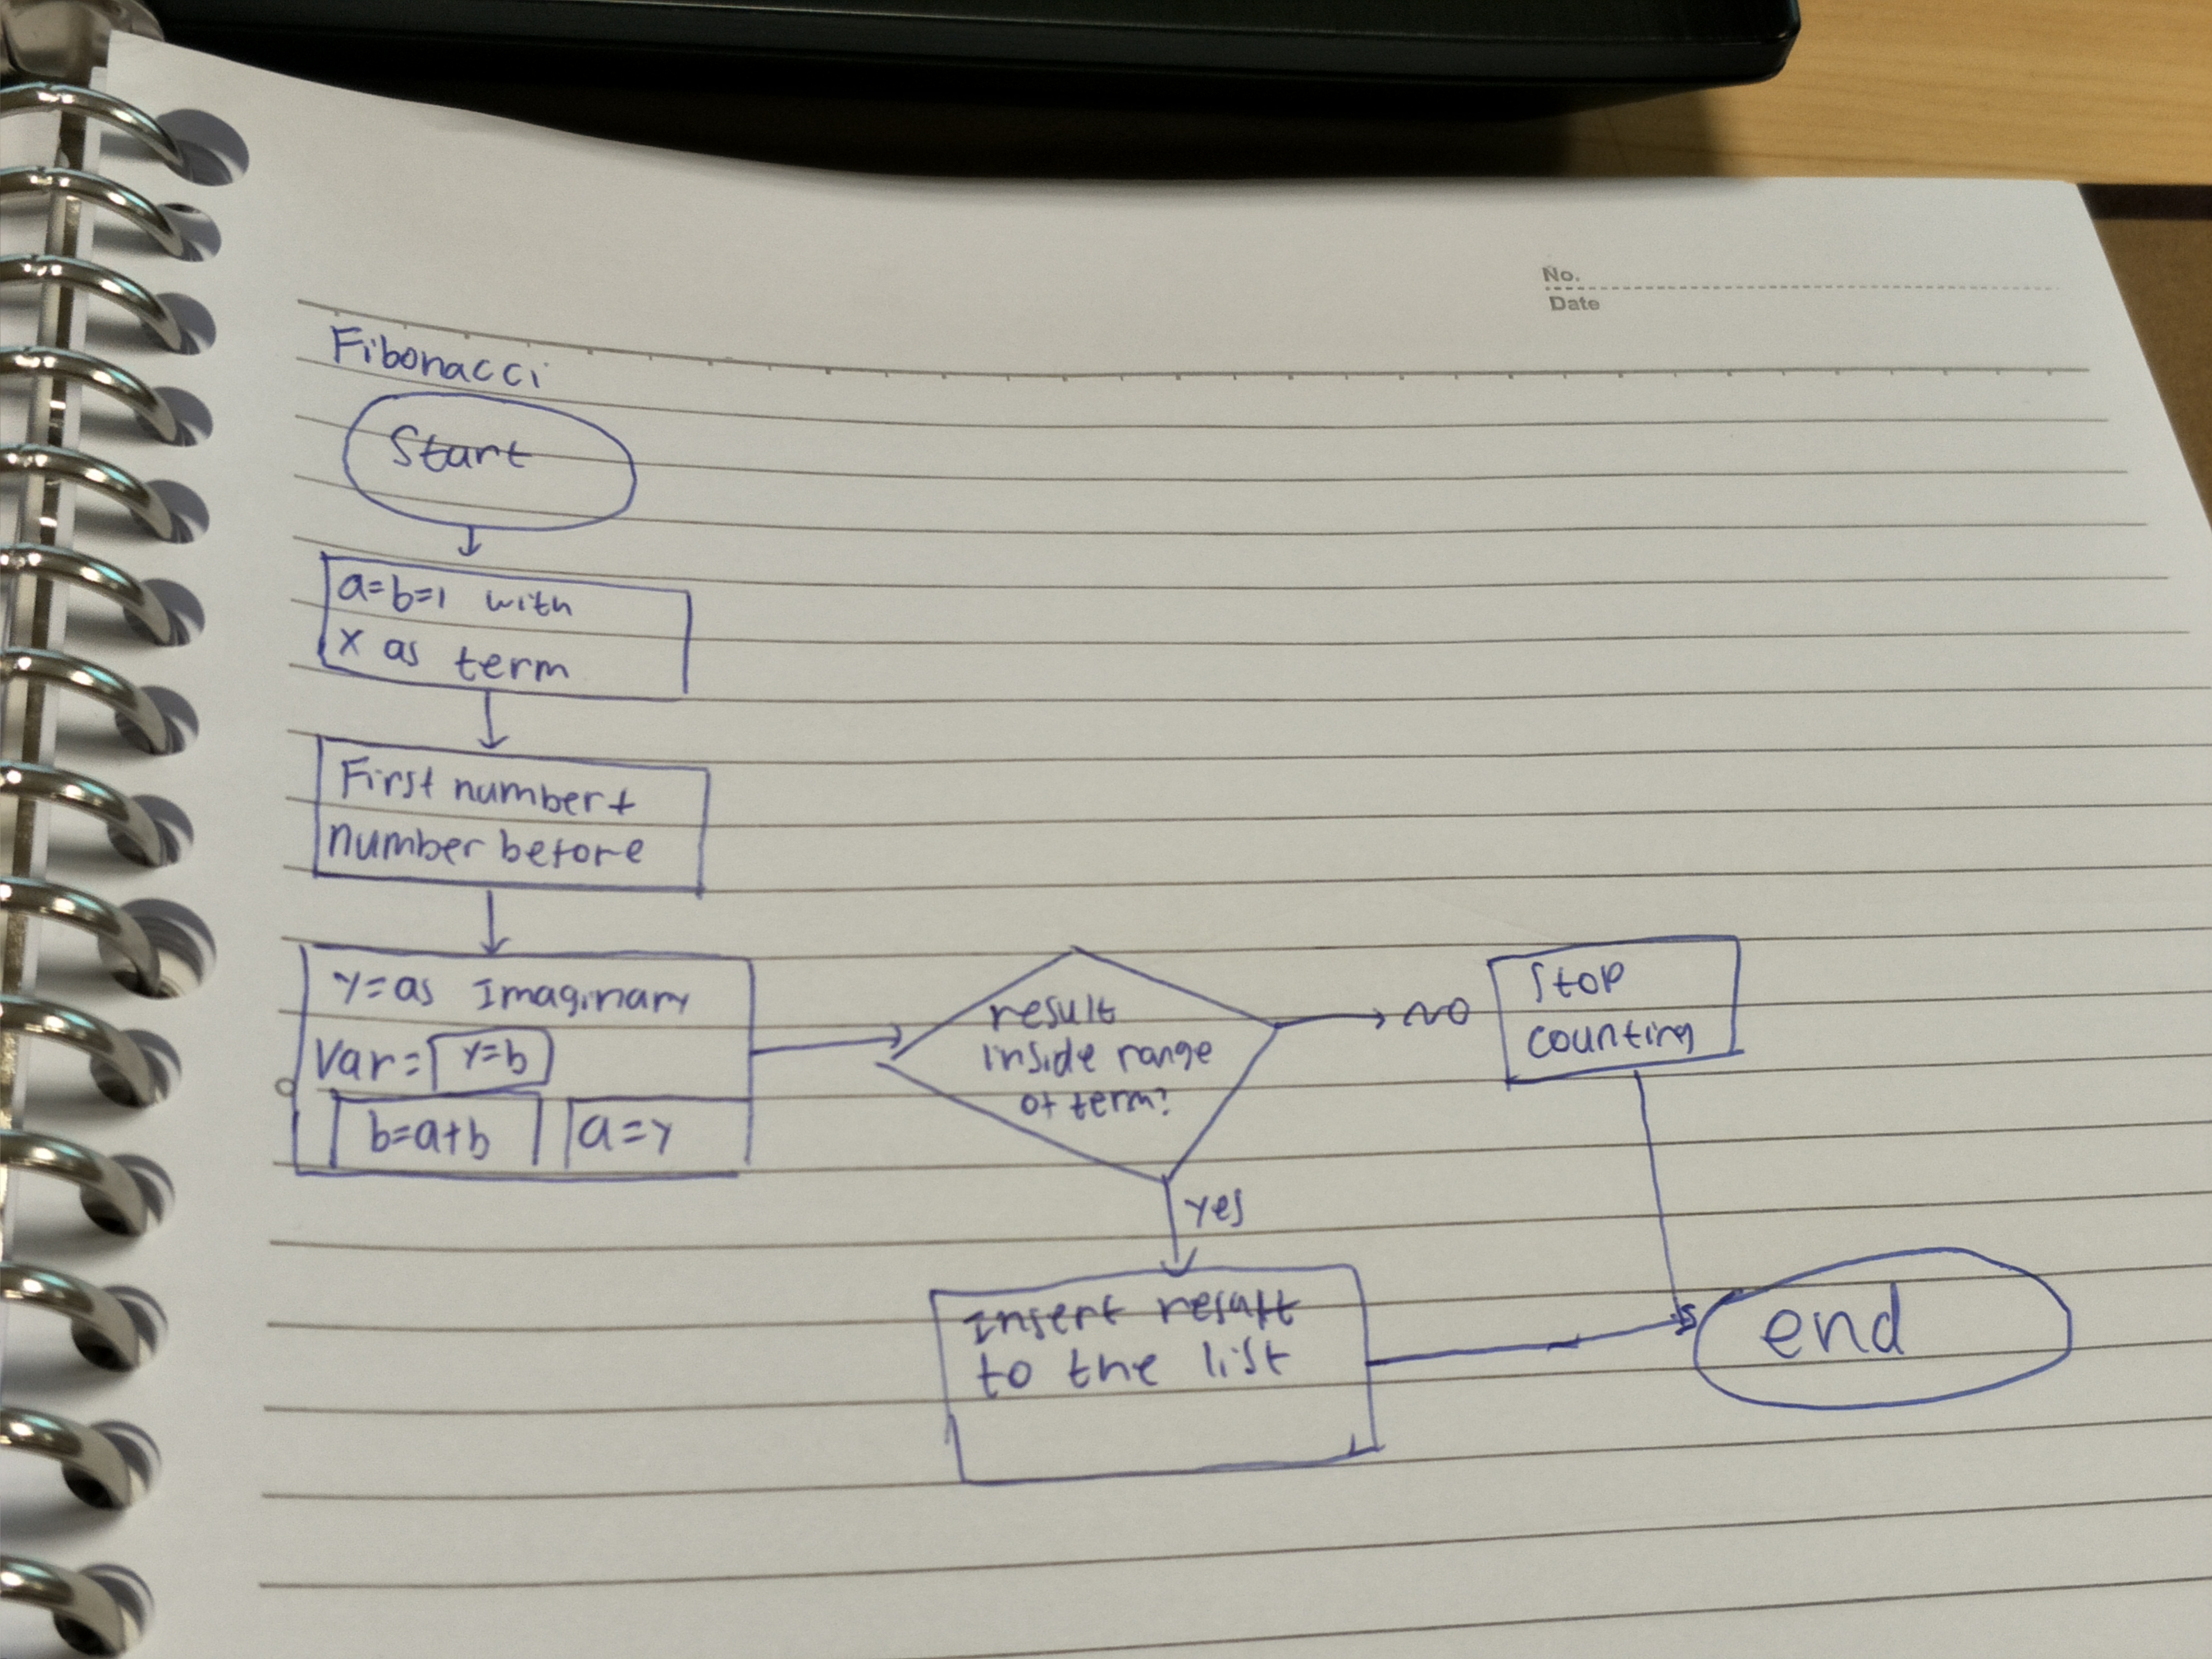 No.
Date
Fibonacci
Start
a=b=1 with
x as term
First number+
number before
y=as Imaginary
Var= y=b
b=a+b a=y
result
inside range
of term?
no
Stop
counting
yes
Insert result
to the list
end